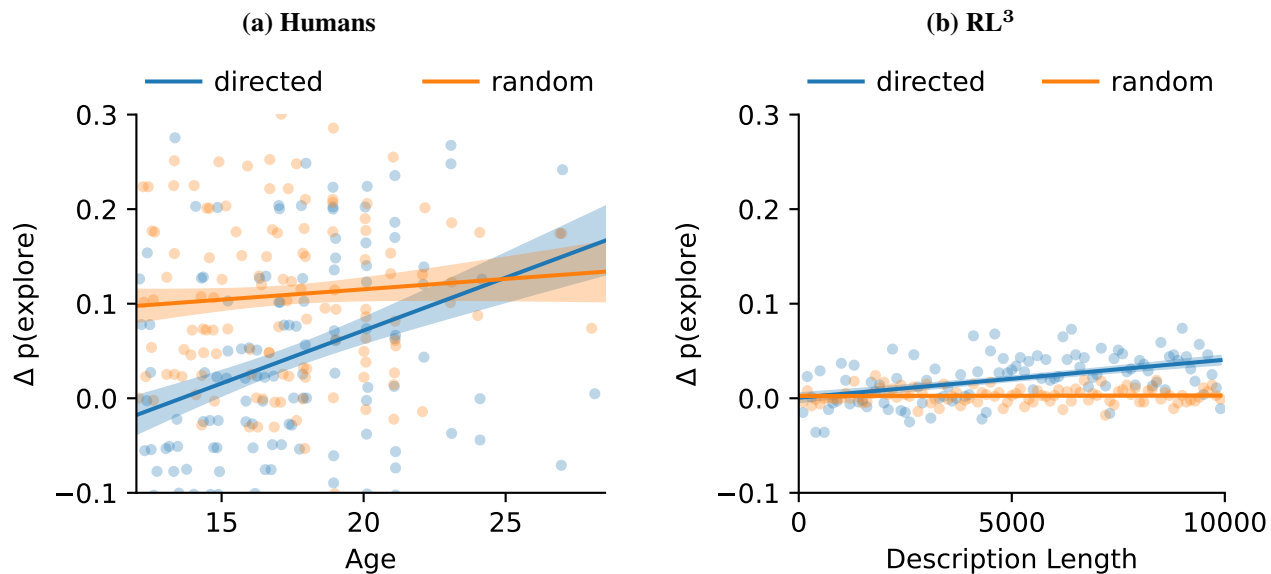 (a) Humans
directed random
0.3
0.2
0.1
0.0
−0.1
Δ p(explore)
15 20 25
Age
(b) RL³
directed random
0.3
0.2
0.1
0.0
−0.1
Δ p(explore)
0 5000 10000
Description Length